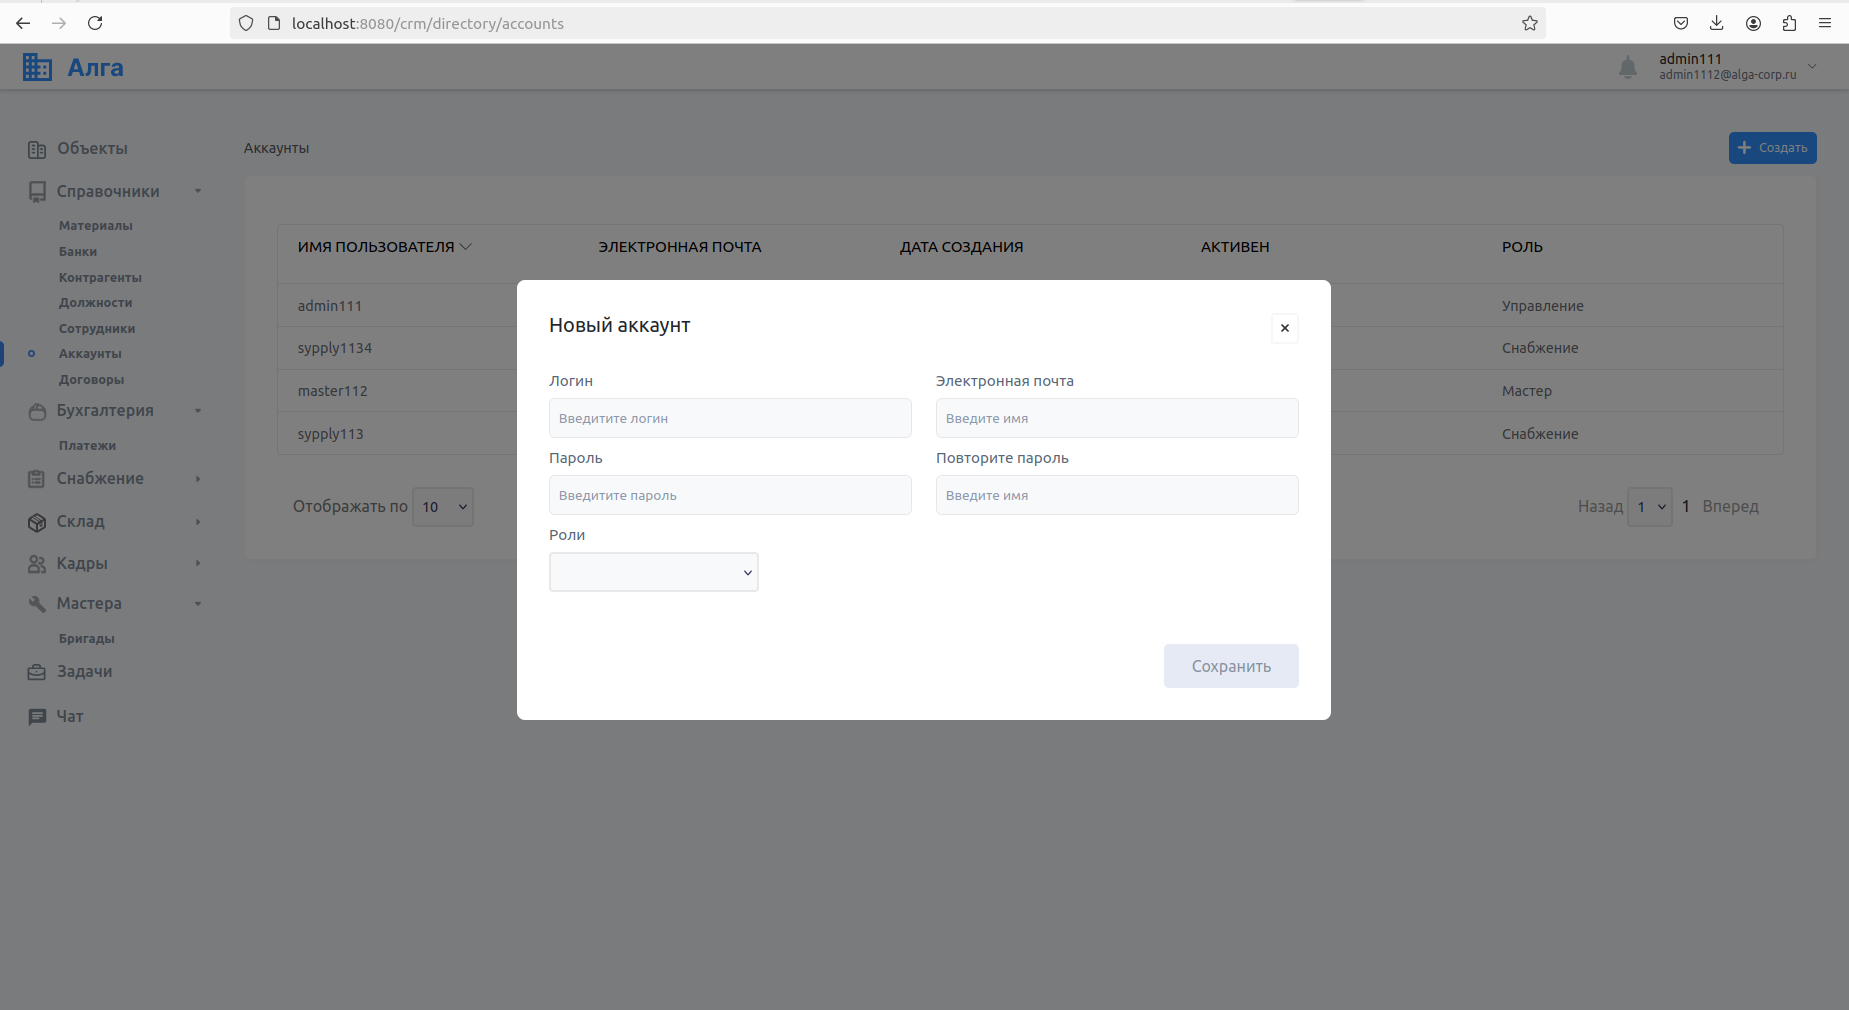 localhost:8080/crm/directory/accounts
Алга
admin111
admin1112@alga-corp.ru
Объекты
Справочники
Материалы
Банки
Контрагенты
Должности
Сотрудники
Аккаунты
Договоры
Бухгалтерия
Платежи
Снабжение
Склад
Кадры
Мастера
Бригады
Задачи
Чат
Аккаунты
Создать
ИМЯ ПОЛЬЗОВАТЕЛЯ ЭЛЕКТРОННАЯ ПОЧТА ДАТА СОЗДАНИЯ АКТИВЕН РОЛЬ
admin111 Управление
sypply1134 Снабжение
master112 Мастер
sypply113 Снабжение
Отображать по 10
Назад 1 1 Вперед
Новый аккаунт
Логин
Введитите логин
Электронная почта
Введите имя
Пароль
Введитите пароль
Повторите пароль
Введите имя
Роли
Сохранить